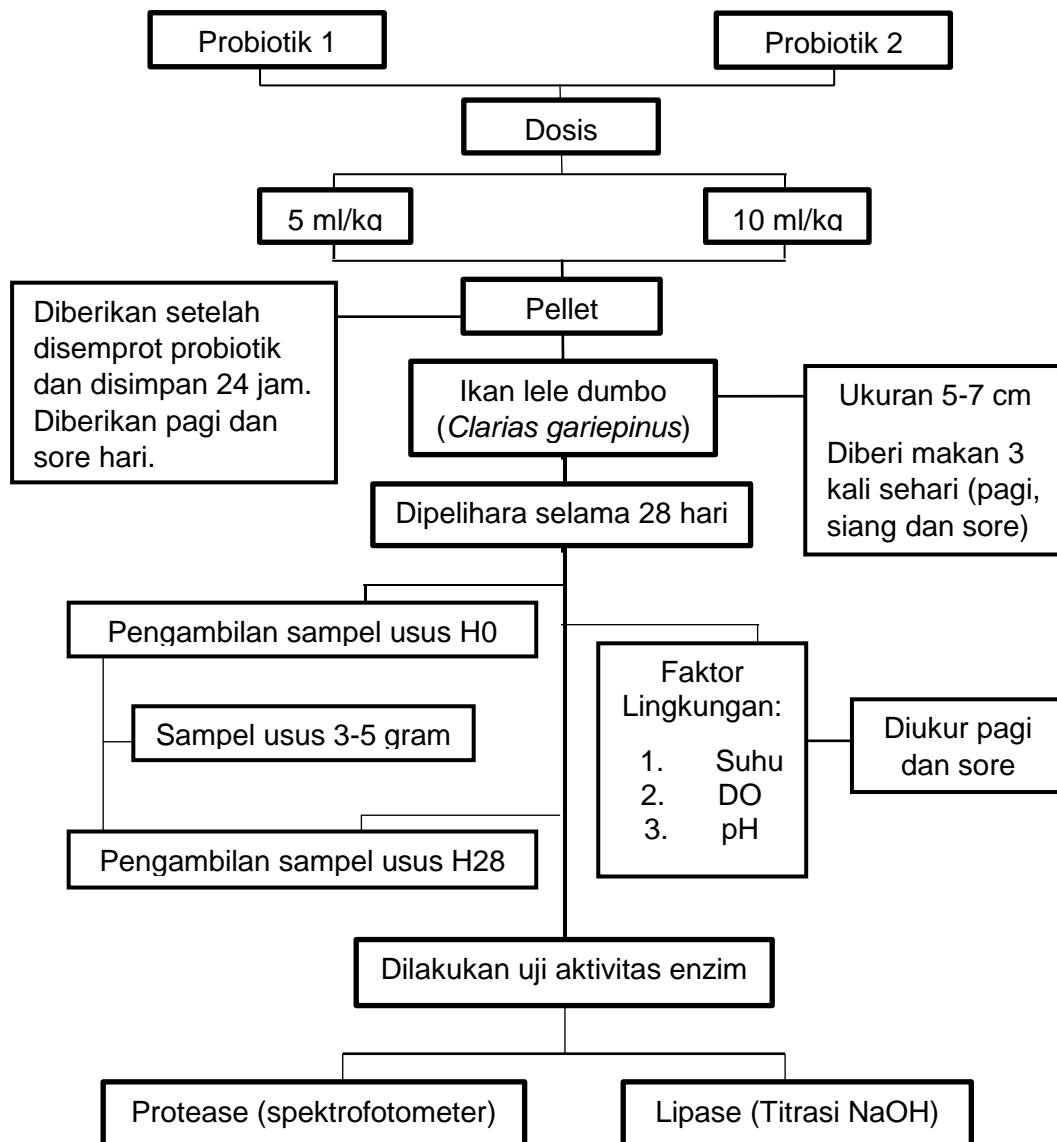 Probiotik 1
Probiotik 2
Dosis
5 ml/kg
10 ml/kg
Pellet
Diberikan setelah
disemprot probiotik
dan disimpan 24 jam.
Diberikan pagi dan
sore hari.
Ikan lele dumbo
(Clarias gariepinus)
Ukuran 5-7 cm
Diberi makan 3
kali sehari (pagi,
siang dan sore)
Dipelihara selama 28 hari
Pengambilan sampel usus H0
Sampel usus 3-5 gram
Pengambilan sampel usus H28
Faktor
Lingkungan:
1. Suhu
2. DO
3. pH
Diukur pagi
dan sore
Dilakukan uji aktivitas enzim
Protease (spektrofotometer)
Lipase (Titrasi NaOH)